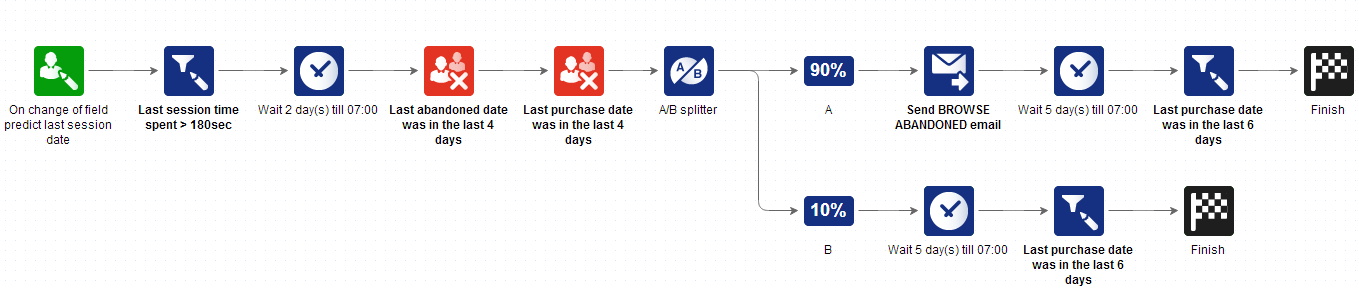 On change of field
predict last session
date
Last session time
spent > 180sec
Wait 2 day(s) till 07:00
Last abandoned date
was in the last 4
days
Last purchase date
was in the last 4
days
A B
A/B splitter
90%
A
Send BROWSE
ABANDONED email
Wait 5 day(s) till 07:00
Last purchase date
was in the last 6
days
Finish
10%
B
Wait 5 day(s) till 07:00
Last purchase date
was in the last 6
days
Finish